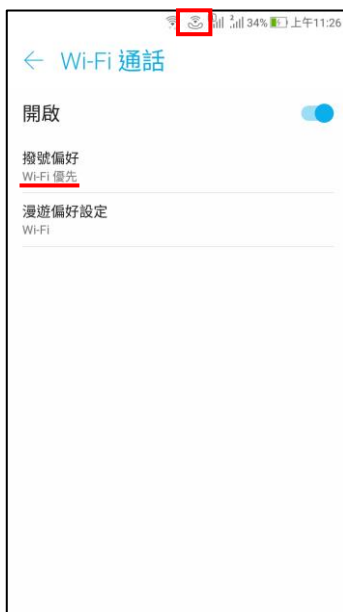 34% 上午11:26
← Wi-Fi 通話
開啟
撥號偏好
Wi-Fi 優先
漫遊偏好設定
Wi-Fi